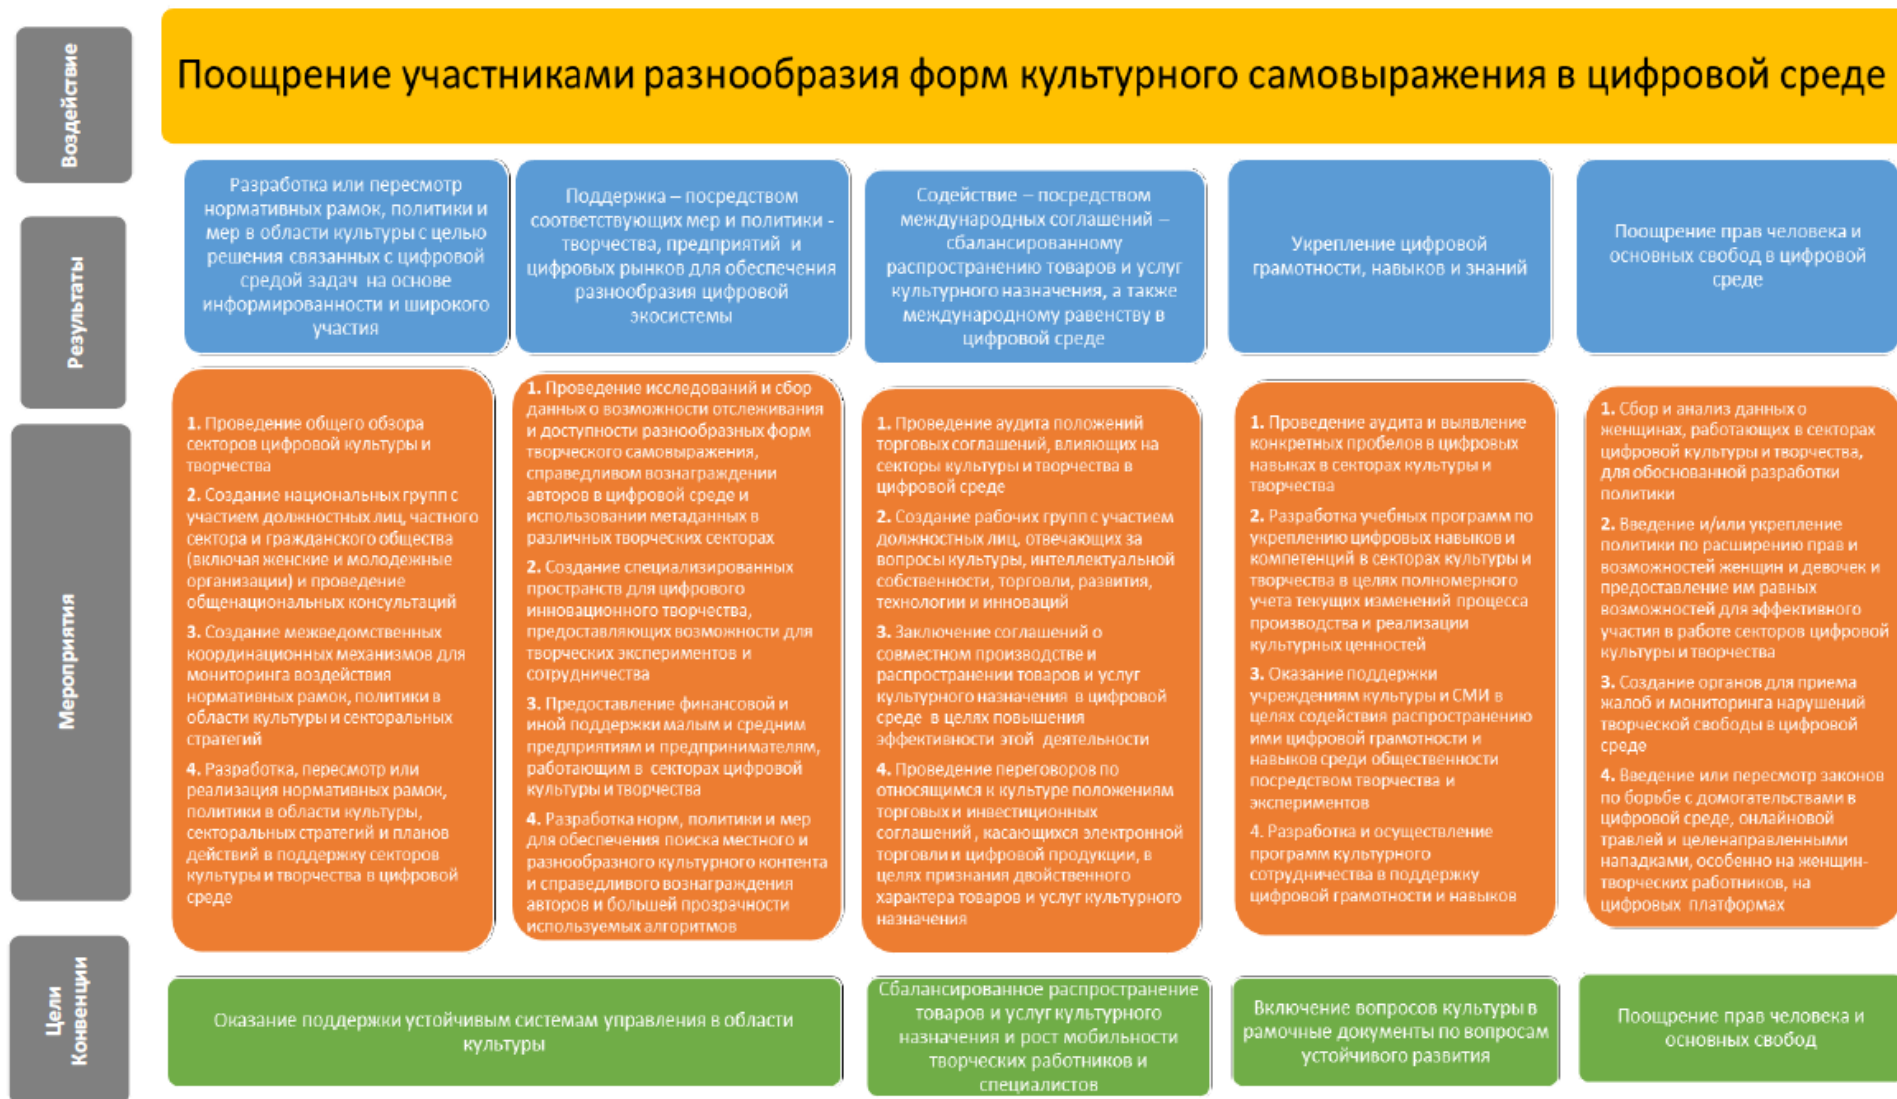 Воздействие
Поощрение участниками разнообразия форм культурного самовыражения в цифровой среде
Результаты
Разработка или пересмотр
нормативных рамок, политики и
мер в области культуры с целью
решения связанных с цифровой
средой задач на основе
информированности и широкого
участия
Поддержка – посредством
соответствующих мер и политики -
творчества, предприятий и
цифровых рынков для обеспечения
разнообразия цифровой
экосистемы
Содействие – посредством
международных соглашений –
сбалансированному
распространению товаров и услуг
культурного назначения, а также
международному равенству в
цифровой среде
Укрепление цифровой
грамотности, навыков и знаний
Поощрение прав человека и
основных свобод в цифровой
среде
Мероприятия
1. Проведение общего обзора
секторов цифровой культуры и
творчества
2. Создание национальных групп с
участием должностных лиц, частного
сектора и гражданского общества
(включая женские и молодежные
организации) и проведение
общенациональных консультаций
3. Создание межведомственных
координационных механизмов для
мониторинга воздействия
нормативных рамок, политики в
области культуры и секторальных
стратегий
4. Разработка, пересмотр или
реализация нормативных рамок,
политики в области культуры,
секторальных стратегий и планов
действий в поддержку секторов
культуры и творчества в цифровой
среде
1. Проведение исследований и сбор
данных о возможности отслеживания
и доступности разнообразных форм
творческого самовыражения,
справедливом вознаграждении
авторов в цифровой среде и
использовании метаданных в
различных творческих секторах
2. Создание специализированных
пространств для цифрового
инновационного творчества,
предоставляющих возможности для
творческих экспериментов и
сотрудничества
3. Предоставление финансовой и
иной поддержки малым и средним
предприятиям и предпринимателям,
работающим в секторах цифровой
культуры и творчества
4. Разработка норм, политики и мер
для обеспечения поиска местного и
разнообразного культурного контента
и справедливого вознаграждения
авторов и большей прозрачности
используемых алгоритмов
1. Проведение аудита положений
торговых соглашений, влияющих на
секторы культуры и творчества в
цифровой среде
2. Создание рабочих групп с участием
должностных лиц, отвечающих за
вопросы культуры, интеллектуальной
собственности, торговли, развития,
технологии и инноваций
3. Заключение соглашений о
совместном производстве и
распространении товаров и услуг
культурного назначения в цифровой
среде в целях повышения
эффективности этой деятельности
4. Проведение переговоров по
относящимся к культуре положениям
торговых и инвестиционных
соглашений , касающихся электронной
торговли и цифровой продукции, в
целях признания двойственного
характера товаров и услуг культурного
назначения
1. Проведение аудита и выявление
конкретных пробелов в цифровых
навыках в секторах культуры и
творчества
2. Разработка учебных программ по
укреплению цифровых навыков и
компетенций в секторах культуры и
творчества в целях полномерного
учета текущих изменений процесса
производства и реализации
культурных ценностей
3. Оказание поддержки
учреждениям культуры и СМИ в
целях содействия распространению
ими цифровой грамотности и
навыков среди общественности
посредством творчества и
экспериментов
4. Разработка и осуществление
программ культурного
сотрудничества в поддержку
цифровой грамотности и навыков
1. Сбор и анализ данных о
женщинах, работающих в секторах
цифровой культуры и творчества,
для обоснованной разработки
политики
2. Введение и/или укрепление
политики по расширению прав и
возможностей женщин и девочек и
предоставление им равных
возможностей для эффективного
участия в работе секторов цифровой
культуры и творчества
3. Создание органов для приема
жалоб и мониторинга нарушений
творческой свободы в цифровой
среде
4. Введение или пересмотр законов
по борьбе с домогательствами в
цифровой среде, онлайновой
травлей и целенаправленными
нападками, особенно на женщин-
творческих работников, на
цифровых платформах
Цели
Конвенции
Оказание поддержки устойчивым системам управления в области
культуры
Сбалансированное распространение
товаров и услуг культурного
назначения и рост мобильности
творческих работников и
специалистов
Включение вопросов культуры в
рамочные документы по вопросам
устойчивого развития
Поощрение прав человека и
основных свобод